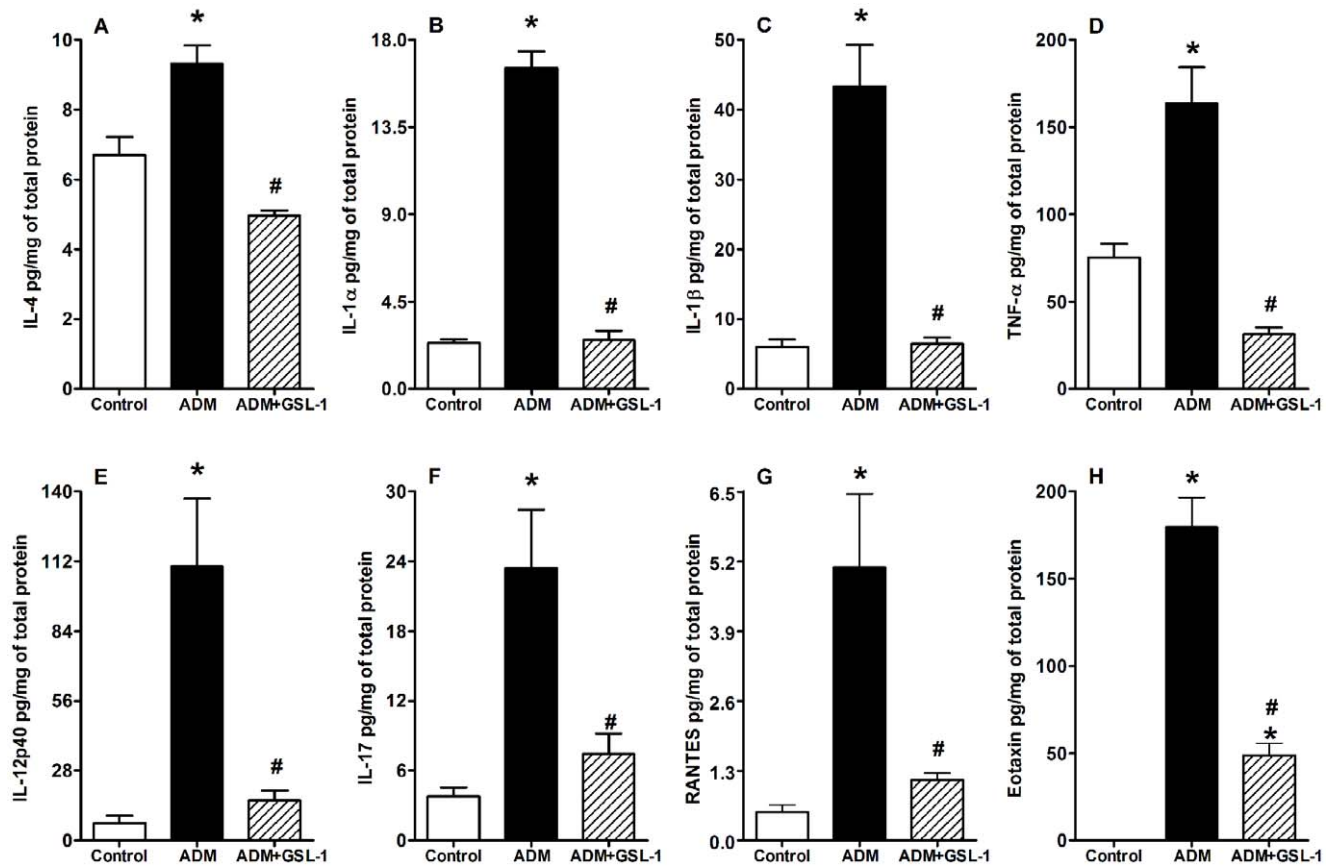 A
*
10
8
6
4
2
0
IL-4 pg/mg of total protein
#
Control ADM ADM+GSL-1
B
*
18.0
13.5
9.0
4.5
0.0
IL-1α pg/mg of total protein
#
Control ADM ADM+GSL-1
C
*
50
40
30
20
10
0
IL-1β pg/mg of total protein
#
Control ADM ADM+GSL-1
D
*
200
150
100
50
0
TNF-α pg/mg of total protein
#
Control ADM ADM+GSL-1
E
*
140
112
84
56
28
0
IL-12p40 pg/mg of total protein
#
Control ADM ADM+GSL-1
F
*
30
24
18
12
6
0
IL-17 pg/mg of total protein
#
Control ADM ADM+GSL-1
G
*
6.5
5.2
3.9
2.6
1.3
0.0
RANTES pg/mg of total protein
#
Control ADM ADM+GSL-1
H
*
200
150
100
50
0
Eotaxin pg/mg of total protein
#
*
Control ADM ADM+GSL-1